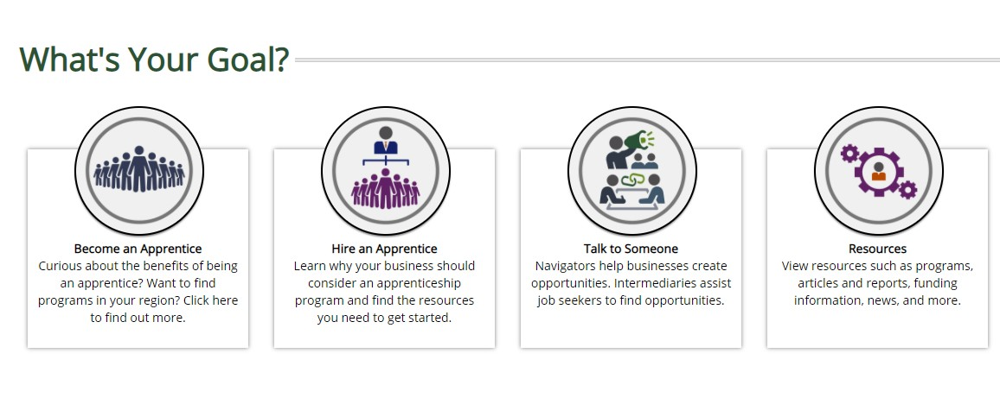 What's Your Goal?
Become an Apprentice
Curious about the benefits of being
an apprentice? Want to find
programs in your region? Click here
to find out more.
Hire an Apprentice
Learn why your business should
consider an apprenticeship
program and find the resources
you need to get started.
Talk to Someone
Navigators help businesses create
opportunities. Intermediaries assist
job seekers to find opportunities.
Resources
View resources such as programs,
articles and reports, funding
information, news, and more.